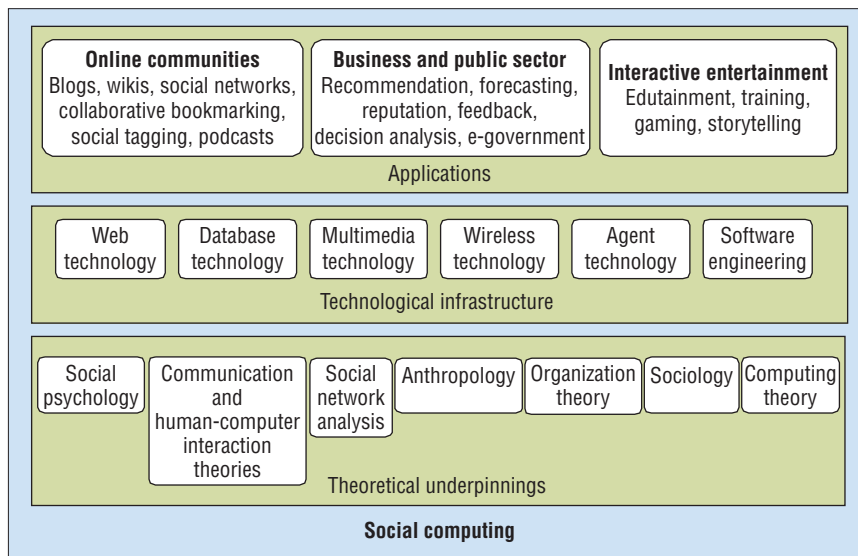 Online communities
Blogs, wikis, social networks,
collaborative bookmarking,
social tagging, podcasts
Business and public sector
Recommendation, forecasting,
reputation, feedback,
decision analysis, e-government
Interactive entertainment
Edutainment, training,
gaming, storytelling
Applications
Web
technology
Database
technology
Multimedia
technology
Wireless
technology
Agent
technology
Software
engineering
Technological infrastructure
Social
psychology
Communication
and
human-computer
interaction
theories
Social
network
analysis
Anthropology
Organization
theory
Sociology
Computing
theory
Theoretical underpinnings
Social computing